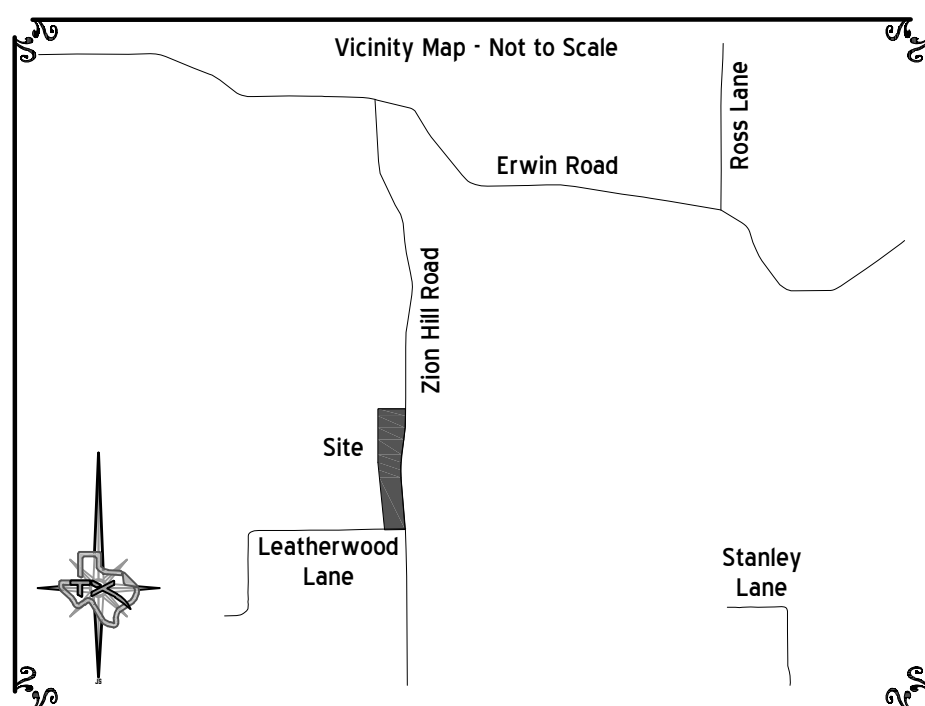 Vicinity Map - Not to Scale
Ross Lane
Erwin Road
Zion Hill Road
Site
Leatherwood
Lane
Stanley
Lane
TX